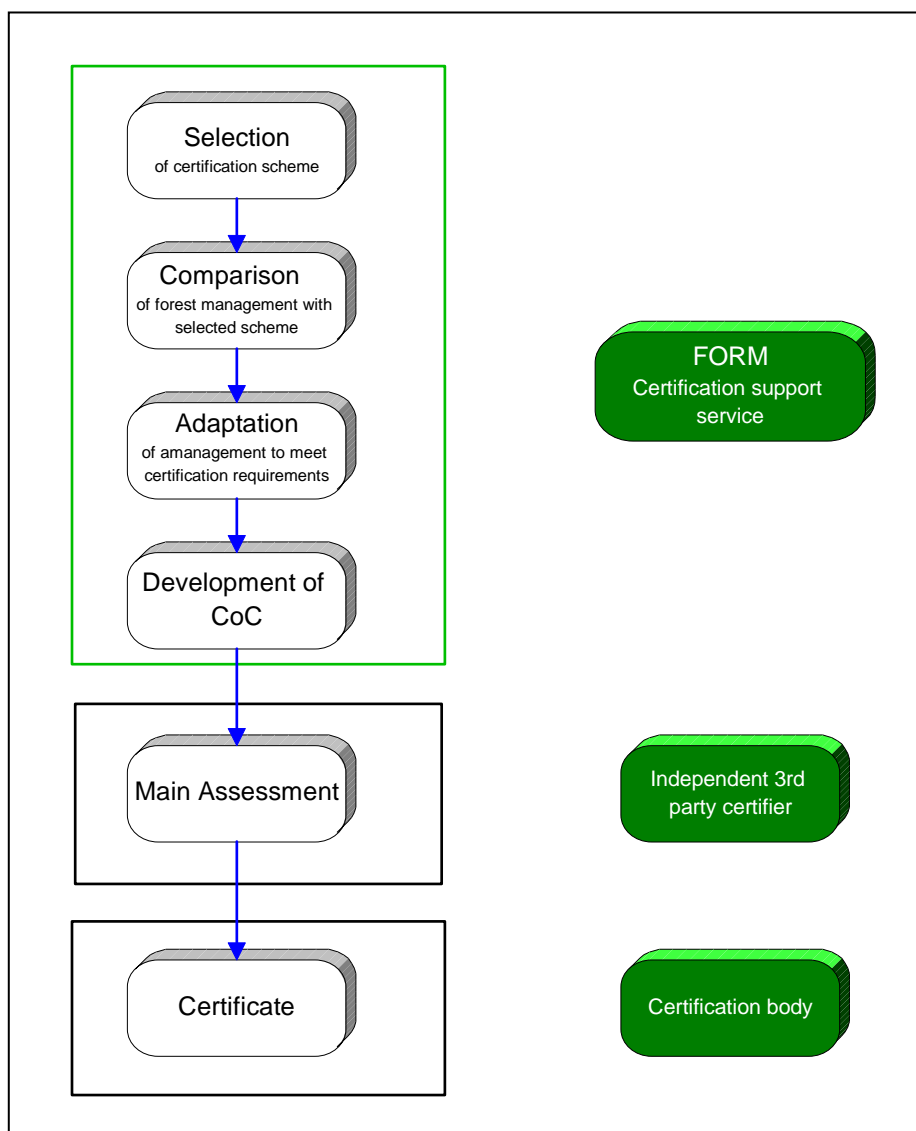 Selection
of certification scheme
Comparison
of forest management with
selected scheme
FORM
Certification support
service
Adaptation
of amanagement to meet
certification requirements
Development of
CoC
Main Assessment
Independent 3rd
party certifier
Certificate
Certification body